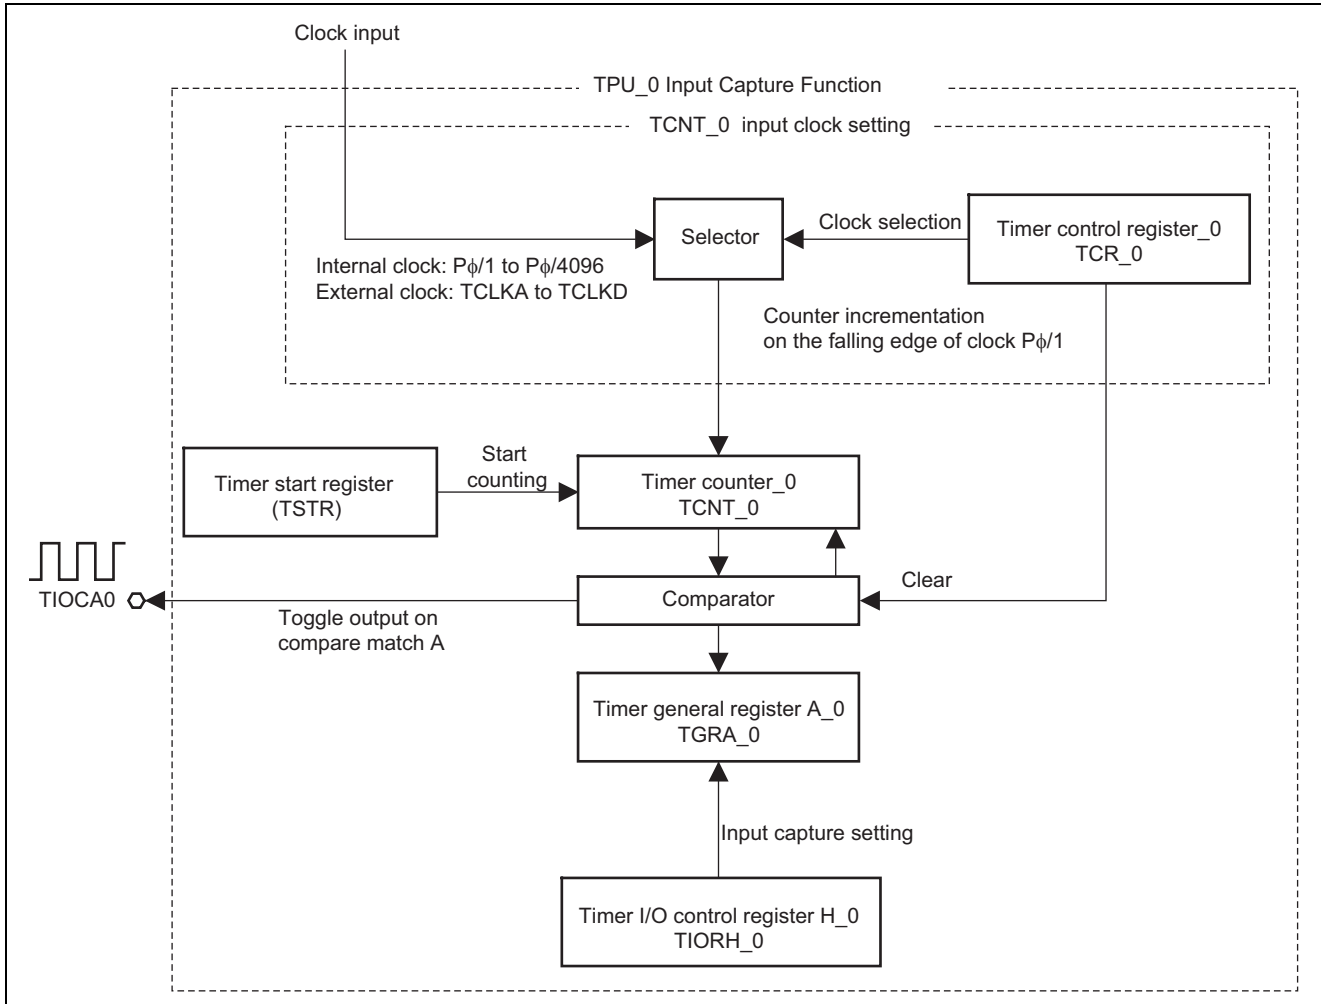 Clock input
TPU_0 Input Capture Function
TCNT_0  input clock setting
Selector
Clock selection
Timer control register_0
TCR_0
Internal clock: Pϕ/1 to Pϕ/4096
External clock: TCLKA to TCLKD
Counter incrementation
on the falling edge of clock Pϕ/1
Timer start register
(TSTR)
Start
counting
Timer counter_0
TCNT_0
TIOCA0
Toggle output on
compare match A
Comparator
Clear
Timer general register A_0
TGRA_0
Input capture setting
Timer I/O control register H_0
TIORH_0